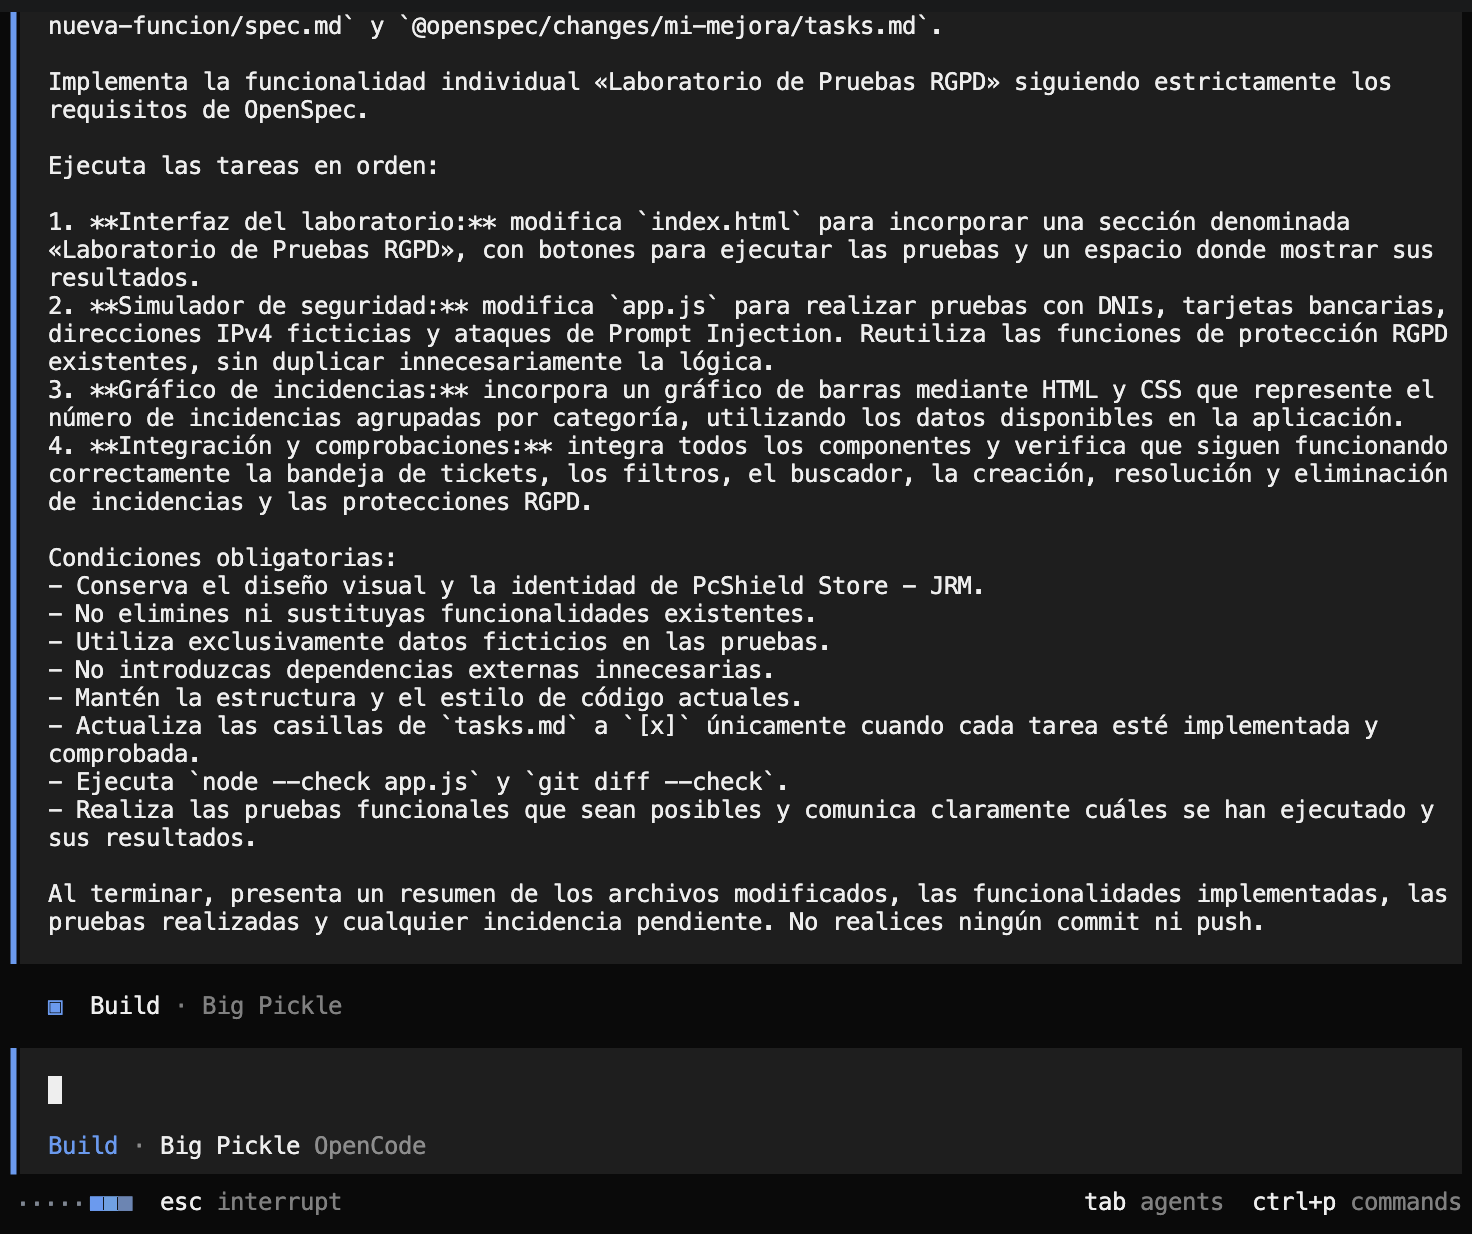 nueva-funcion/spec.md` y `@openspec/changes/mi-mejora/tasks.md`.
Implementa la funcionalidad individual «Laboratorio de Pruebas RGPD» siguiendo estrictamente los
requisitos de OpenSpec.
Ejecuta las tareas en orden:
1. **Interfaz del laboratorio:** modifica `index.html` para incorporar una sección denominada
«Laboratorio de Pruebas RGPD», con botones para ejecutar las pruebas y un espacio donde mostrar sus
resultados.
2. **Simulador de seguridad:** modifica `app.js` para realizar pruebas con DNIs, tarjetas bancarias,
direcciones IPv4 ficticias y ataques de Prompt Injection. Reutiliza las funciones de protección RGPD
existentes, sin duplicar innecesariamente la lógica.
3. **Gráfico de incidencias:** incorpora un gráfico de barras mediante HTML y CSS que represente el
número de incidencias agrupadas por categoría, utilizando los datos disponibles en la aplicación.
4. **Integración y comprobaciones:** integra todos los componentes y verifica que siguen funcionando
correctamente la bandeja de tickets, los filtros, el buscador, la creación, resolución y eliminación
de incidencias y las protecciones RGPD.
Condiciones obligatorias:
- Conserva el diseño visual y la identidad de PcShield Store - JRM.
- No elimines ni sustituyas funcionalidades existentes.
- Utiliza exclusivamente datos ficticios en las pruebas.
- No introduzcas dependencias externas innecesarias.
- Mantén la estructura y el estilo de código actuales.
- Actualiza las casillas de `tasks.md` a `[x]` únicamente cuando cada tarea esté implementada y
comprobada.
- Ejecuta `node --check app.js` y `git diff --check`.
- Realiza las pruebas funcionales que sean posibles y comunica claramente cuáles se han ejecutado y
sus resultados.
Al terminar, presenta un resumen de los archivos modificados, las funcionalidades implementadas, las
pruebas realizadas y cualquier incidencia pendiente. No realices ningún commit ni push.
Build · Big Pickle
Build · Big Pickle OpenCode
esc interrupt tab agents ctrl+p commands